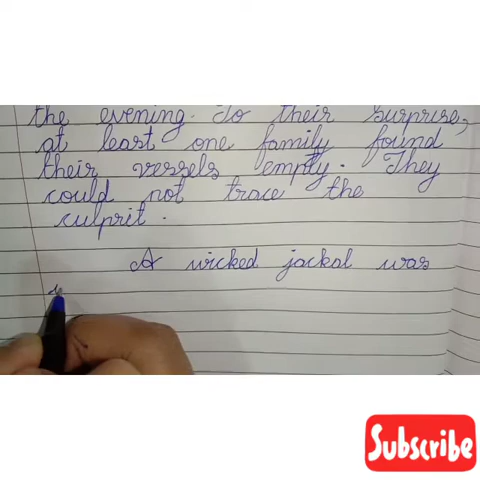 the evening. To their surprise,
at least one family found
their vessels empty. They
could not trace the
culprit.
A wicked jackal was
Subscribe